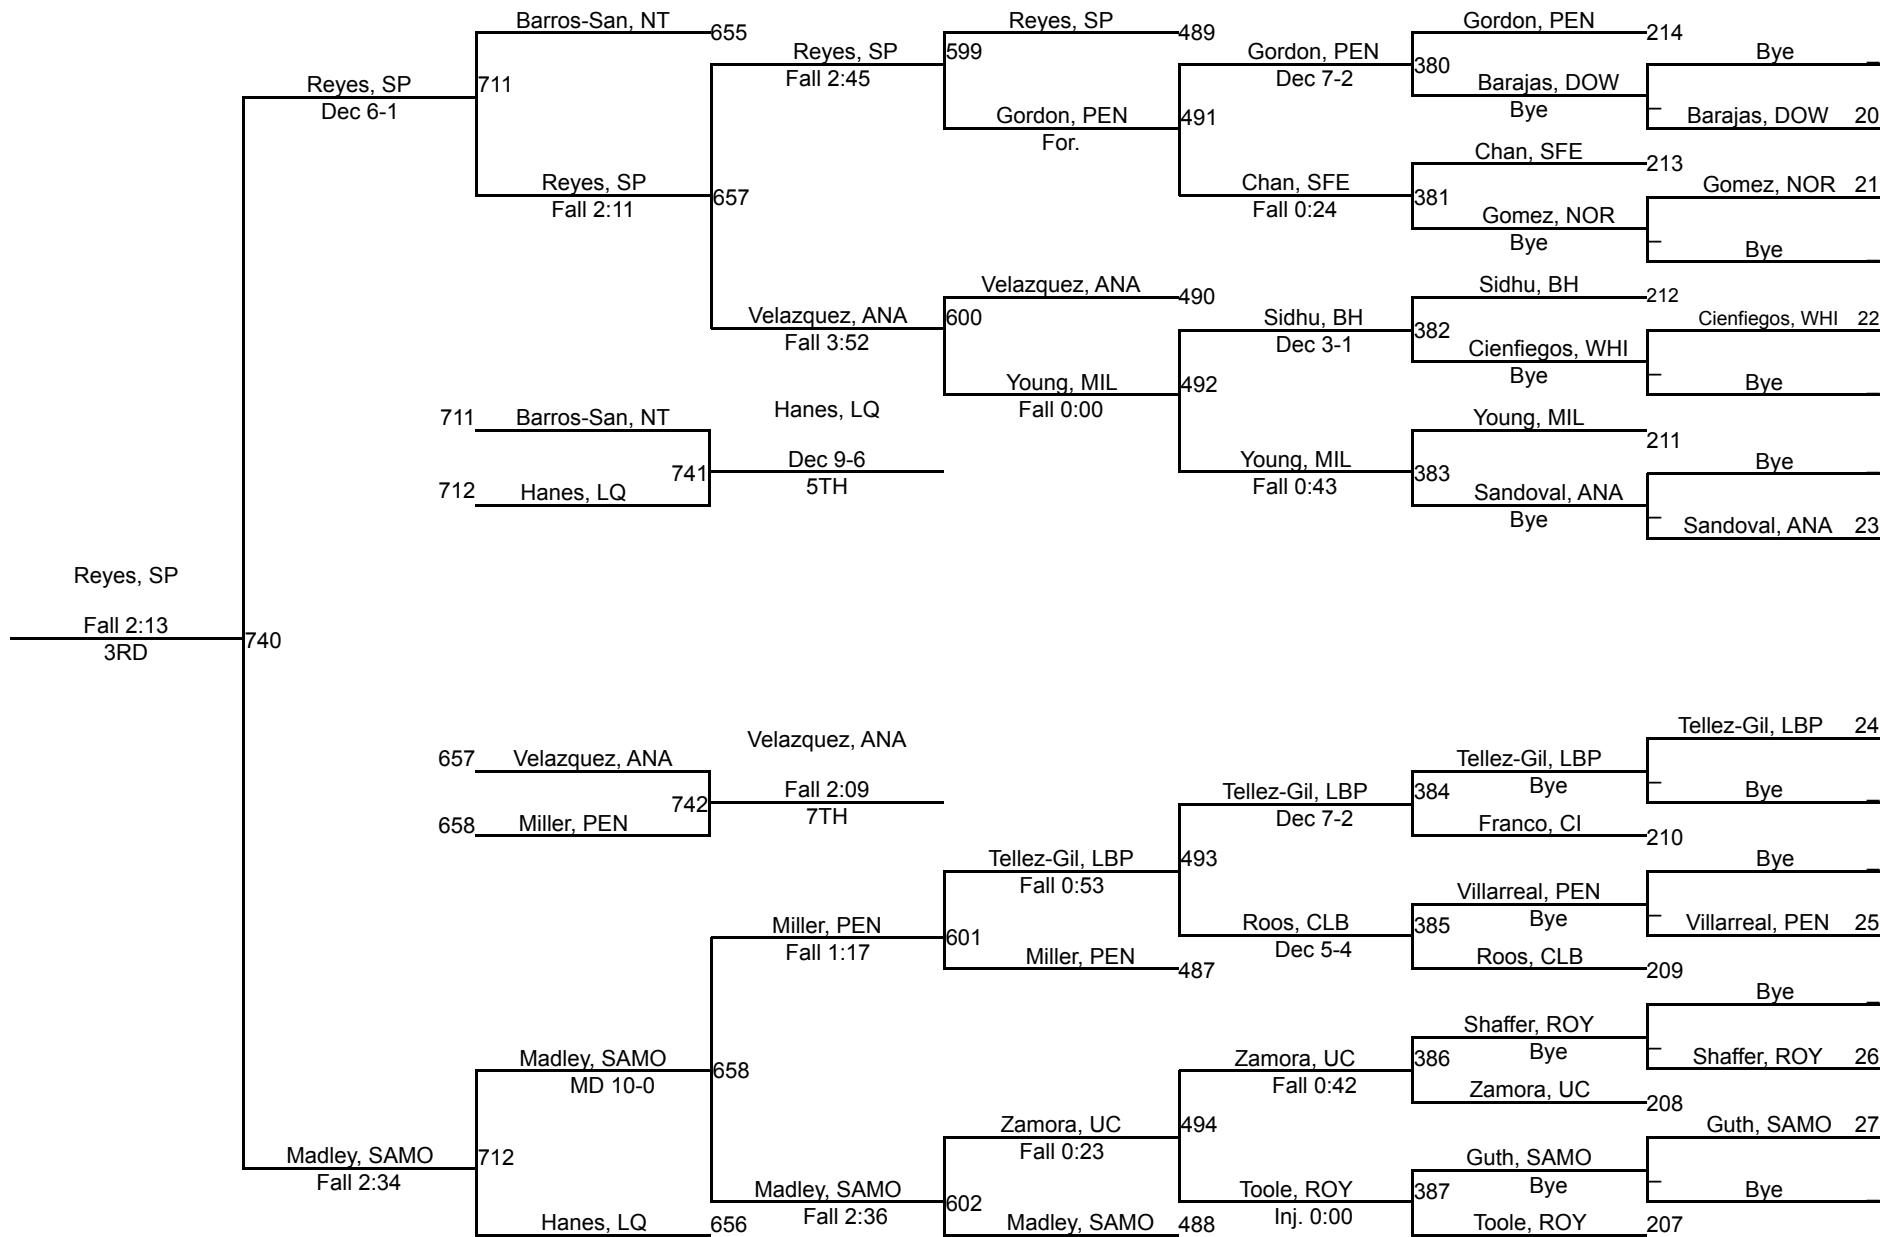 Barros-San, NT 655
Reyes, SP 489
Gordon, PEN 214
Reyes, SP 599
Fall 2:45
Gordon, PEN
Dec 7-2
Bye _
Reyes, SP
Dec 6-1
711
380
Barajas, DOW
Bye
_ Barajas, DOW 20
Gordon, PEN
For.
491
Chan, SFE 213
Reyes, SP
Fall 2:11
657
Chan, SFE
Fall 0:24
381
Gomez, NOR 21
Gomez, NOR
Bye
_ Bye _
Velazquez, ANA 490
Sidhu, BH 212
Velazquez, ANA
Fall 3:52
600
Sidhu, BH
Dec 3-1
382
Cienfiegos, WHI 22
Cienfiegos, WHI
Bye
_ Bye _
Young, MIL
Fall 0:00
492
711 Barros-San, NT
Hanes, LQ
Young, MIL 211
741
Dec 9-6
5TH
Young, MIL
Fall 0:43
383
Bye _
712 Hanes, LQ
Sandoval, ANA
Bye
_ Sandoval, ANA 23
Reyes, SP
Fall 2:13
3RD
740
Tellez-Gil, LBP 24
657 Velazquez, ANA
Velazquez, ANA
Tellez-Gil, LBP
Bye
_ Bye _
742
Fall 2:09
7TH
Tellez-Gil, LBP
Dec 7-2
384
658 Miller, PEN
Franco, CI 210
Tellez-Gil, LBP
Fall 0:53
493
Bye _
Villarreal, PEN
Bye
_ Villarreal, PEN 25
Miller, PEN
Fall 1:17
601
Roos, CLB
Dec 5-4
385
Miller, PEN 487
Roos, CLB 209
Bye _
Shaffer, ROY
Bye
_ Shaffer, ROY 26
Madley, SAMO
MD 10-0
658
Zamora, UC
Fall 0:42
386
Zamora, UC 208
Zamora, UC
Fall 0:23
494
Guth, SAMO 27
Madley, SAMO
Fall 2:34
712
Guth, SAMO
Bye
_ Bye _
Madley, SAMO
Fall 2:36
602
Toole, ROY
Inj. 0:00
387
Hanes, LQ 656
Madley, SAMO 488
Toole, ROY 207